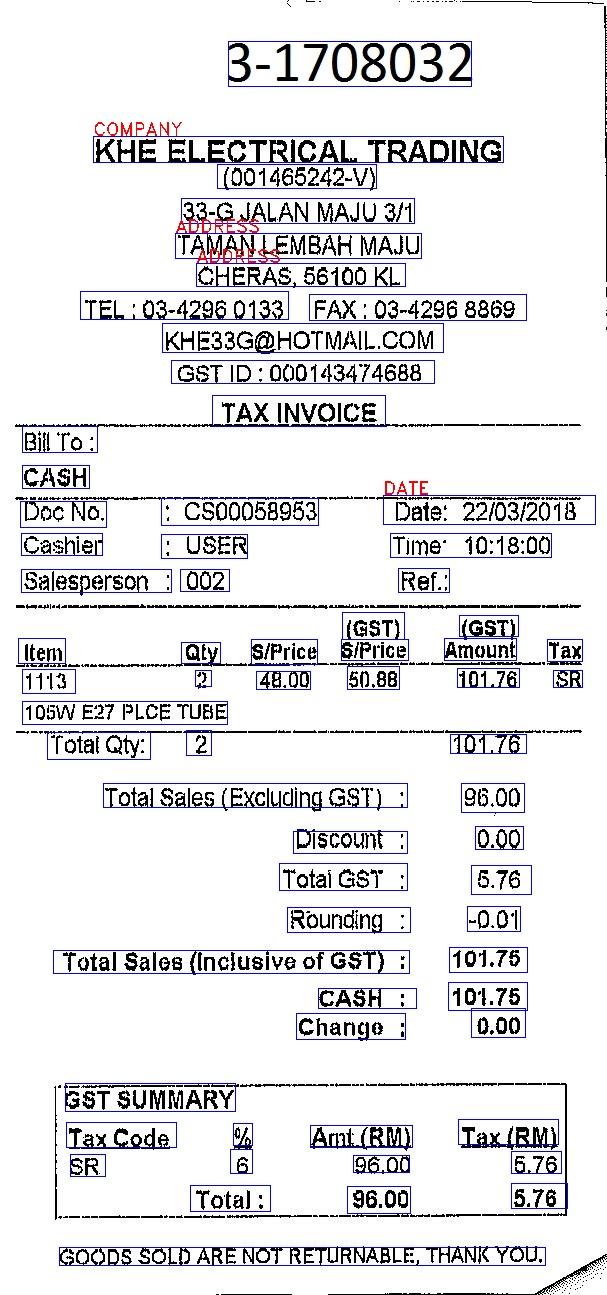 3-1708032
COMPANY
KHE ELECTRICAL TRADING
(001465242-V)
33-G JALAN MAJU 3/1
ADDRESS
TAMAN LEMBAH MAJU
ADDRESS
CHERAS, 56100 KL
TEL : 03-4296 0133 FAX : 03-4296 8869
KHE33G@HOTMAIL.COM
GST ID : 000143474688
TAX INVOICE
Bill To :
CASH
DATE
Doc No. : CS00058953 Date: 22/03/2018
Cashier : USER Time: 10:18:00
Salesperson : 002 Ref.:
(GST) (GST)
Item Qty S/Price S/Price Amount Tax
1113 2 48.00 50.88 101.76 SR
105W E27 PLCE TUBE
Total Qty: 2 101.76
Total Sales (Excluding GST) : 96.00
Discount : 0.00
Total GST : 5.76
Rounding : -0.01
Total Sales (Inclusive of GST) : 101.75
CASH : 101.75
Change : 0.00
GST SUMMARY
Tax Code % Amt (RM) Tax (RM)
SR 6 96.00 5.76
Total : 96.00 5.76
GOODS SOLD ARE NOT RETURNABLE, THANK YOU.